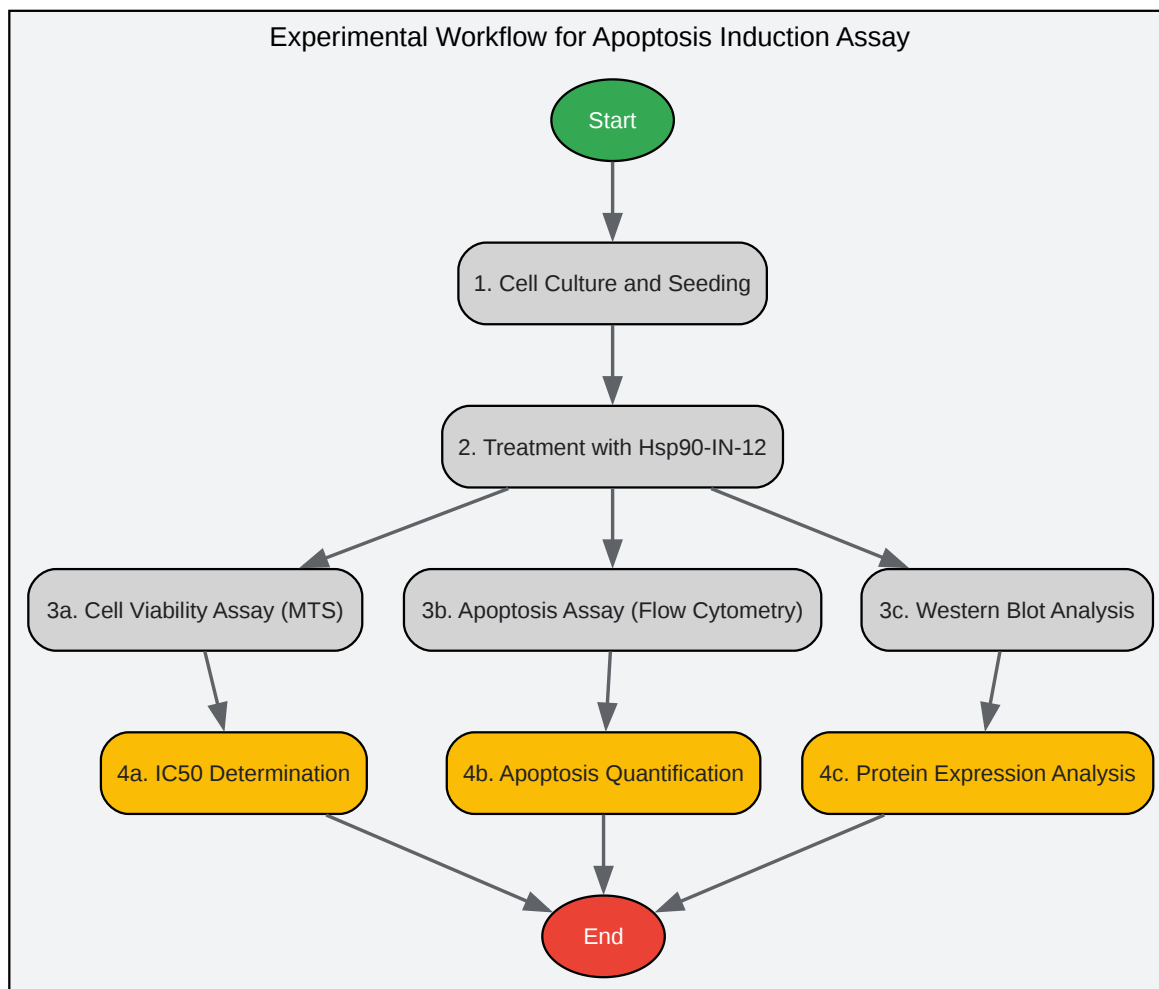 Experimental Workflow for Apoptosis Induction Assay
Start
1. Cell Culture and Seeding
2. Treatment with Hsp90-IN-12
3a. Cell Viability Assay (MTS)
3b. Apoptosis Assay (Flow Cytometry)
3c. Western Blot Analysis
4a. IC50 Determination
4b. Apoptosis Quantification
4c. Protein Expression Analysis
End